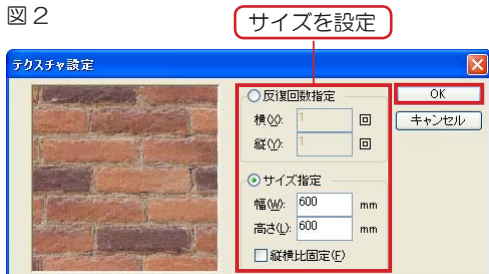 図２
サイズを設定
テクスチャ設定
反復回数指定
横(X): 1 回
縦(Y): 1 回
サイズ指定
幅(W): 600 mm
高さ(L): 600 mm
縦横比固定(F)
OK
キャンセル